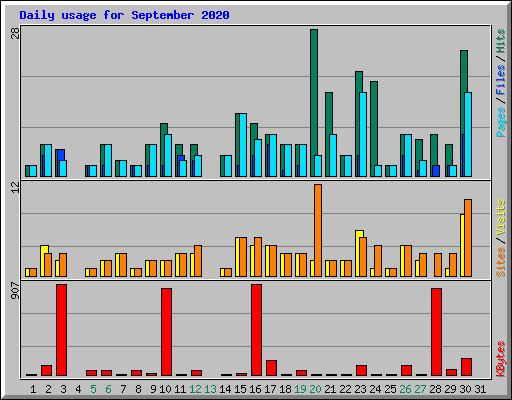 Daily usage for September 2020
28
Pages / Files / Hits
12
Sites / Visits
907
KBytes
1 2 3 4 5 6 7 8 9 10 11 12 13 14 15 16 17 18 19 20 21 22 23 24 25 26 27 28 29 30 31